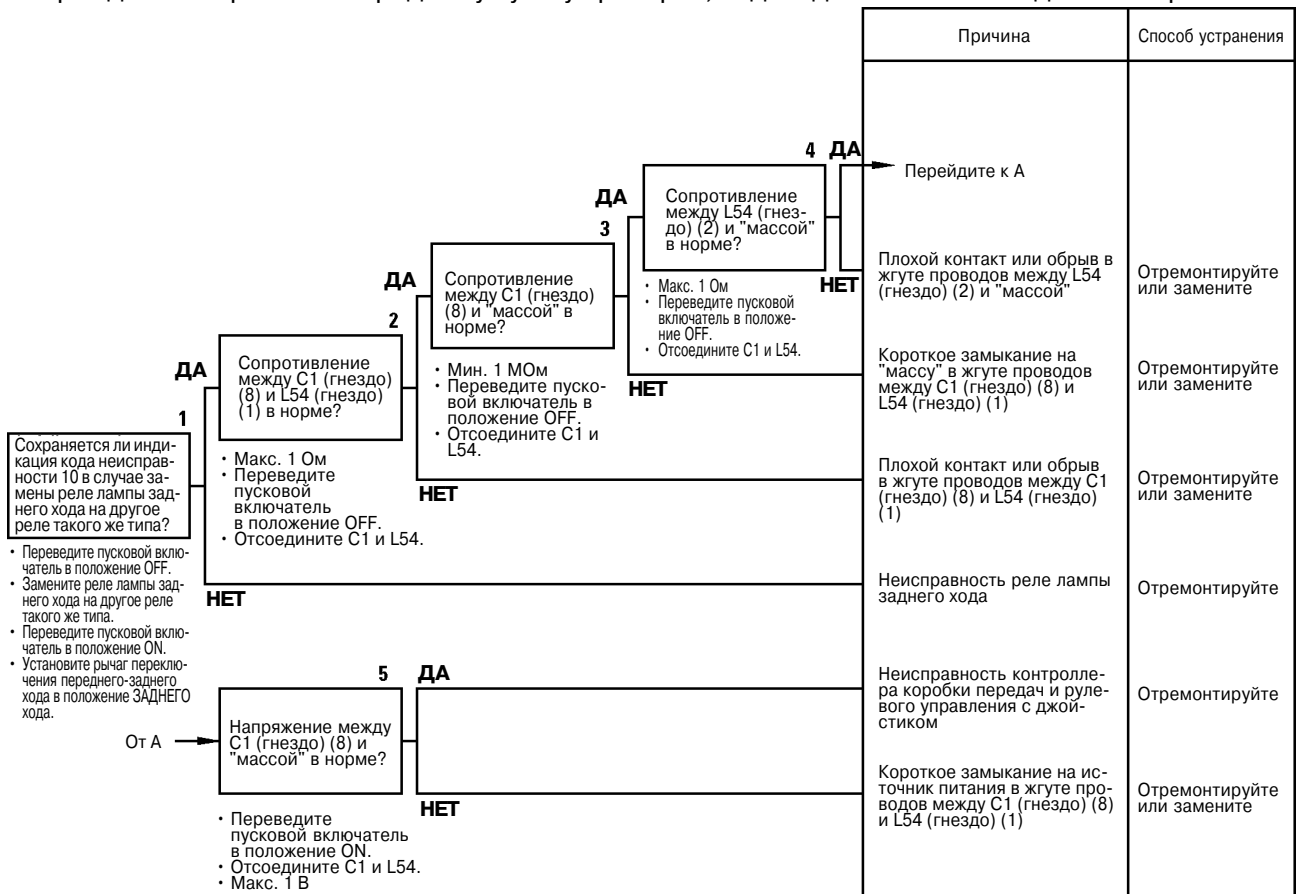 Причина
Способ устранения
4 ДА
Перейдите к А
Сопротивление
между L54 (гнез-
до) (2) и "массой"
в норме?
ДА
3
НЕТ
· Макс. 1 Ом
· Переведите пусковой
включатель в положе-
ние OFF.
· Отсоедините С1 и L54.
Плохой контакт или обрыв в
жгуте проводов между L54
(гнездо) (2) и "массой"
Отремонтируйте
или замените
ДА
2
Сопротивление
между С1 (гнездо)
(8) и "массой" в
норме?
НЕТ
· Мин. 1 МОм
· Переведите пуско-
вой включатель в
положение OFF.
· Отсоедините С1 и
L54.
Короткое замыкание на
"массу" в жгуте проводов
между С1 (гнездо) (8) и
L54 (гнездо) (1)
Отремонтируйте
или замените
ДА
1
Сопротивление
между С1 (гнездо)
(8) и L54 (гнездо)
(1) в норме?
НЕТ
· Макс. 1 Ом
· Переведите
пусковой
включатель
в положение OFF.
· Отсоедините С1 и L54.
Плохой контакт или обрыв
в жгуте проводов между С1
(гнездо) (8) и L54 (гнездо)
(1)
Отремонтируйте
или замените
Сохраняется ли инди-
кация кода неисправ-
ности 10 в случае за-
мены реле лампы зад-
него хода на другое
реле такого же типа?
· Переведите пусковой вклю-
чатель в положение OFF.
· Замените реле лампы зад-
него хода на другое реле
такого же типа.
· Переведите пусковой вклю-
чатель в положение ON.
· Установите рычаг переклю-
чения переднего-заднего
хода в положение ЗАДНЕГО
хода.
НЕТ
Неисправность реле лампы
заднего хода
Отремонтируйте
5 ДА
От А
Напряжение между
С1 (гнездо) (8) и
"массой" в норме?
Неисправность контролле-
ра коробки передач и руле-
вого управления с джой-
стиком
Отремонтируйте
НЕТ
· Переведите
пусковой включатель
в положение ON.
· Отсоедините С1 и L54.
· Макс. 1 В
Короткое замыкание на ис-
точник питания в жгуте про-
водов между С1 (гнездо) (8)
и L54 (гнездо) (1)
Отремонтируйте
или замените